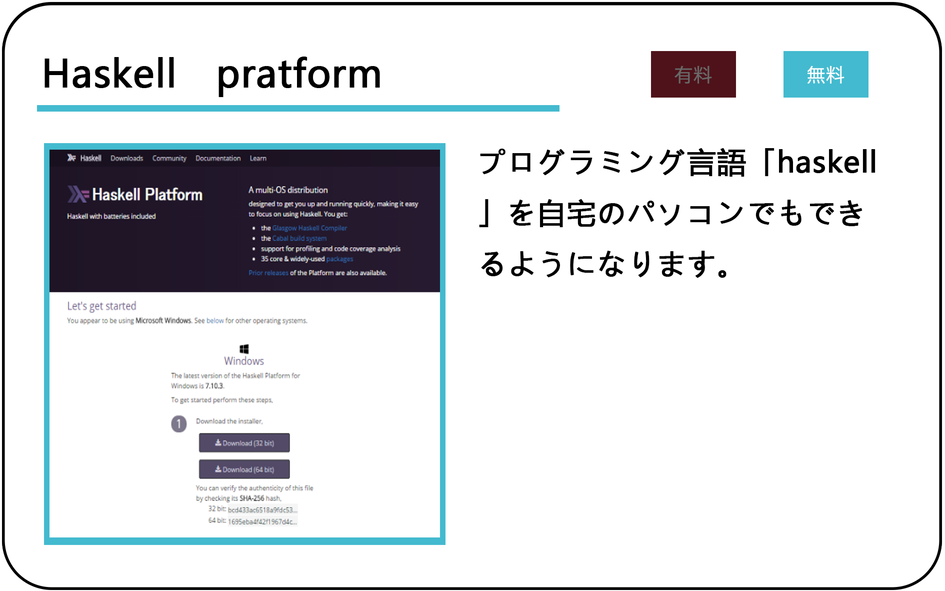 Haskell　pratform
有料
無料
プログラミング言語「haskell
」を自宅のパソコンでもでき
るようになります。
Haskell Downloads Community Documentation Learn
Haskell Platform
Haskell with batteries included
A multi-OS distribution
designed to get you up and running quickly, making it easy
to focus on using Haskell. You get:
• the Glasgow Haskell Compiler
• the Cabal build system
• support for profiling and code coverage analysis
• 35 core & widely-used packages
Prior releases of the Platform are also available.
Let's get started
You appear to be using Microsoft Windows. See below for other operating systems.
Windows
The latest version of the Haskell Platform for
Windows is 7.10.3.
To get started perform these steps,
1 Download the installer.
Download (32 bit)
Download (64 bit)
You can verify the authenticity of this file
by checking its SHA-256 hash.
32 bit: bcd433ac6518a9fdc53...
64 bit: 1695eba4f42f1967d4c...